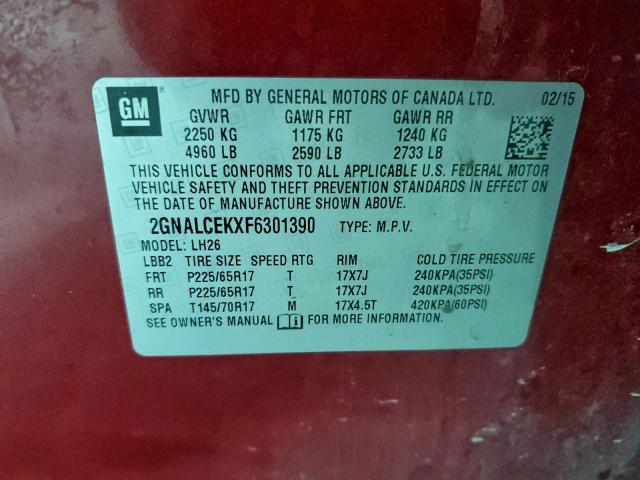 GM MFD BY GENERAL MOTORS OF CANADA LTD. 02/15
GVWR GAWR FRT GAWR RR
2250 KG 1175 KG 1240 KG
4960 LB 2590 LB 2733 LB
THIS VEHICLE CONFORMS TO ALL APPLICABLE U.S. FEDERAL MOTOR
VEHICLE SAFETY AND THEFT PREVENTION STANDARDS IN EFFECT ON
THE DATE OF MANUFACTURE SHOWN ABOVE.
2GNALCEKXF6301390 TYPE: M.P.V.
MODEL: LH26
LBB2 TIRE SIZE SPEED RTG RIM COLD TIRE PRESSURE
FRT P225/65R17 T 17X7J 240KPA(35PSI)
RR P225/65R17 T 17X7J 240KPA(35PSI)
SPA T145/70R17 M 17X4.5T 420KPA(60PSI)
SEE OWNER'S MANUAL FOR MORE INFORMATION.